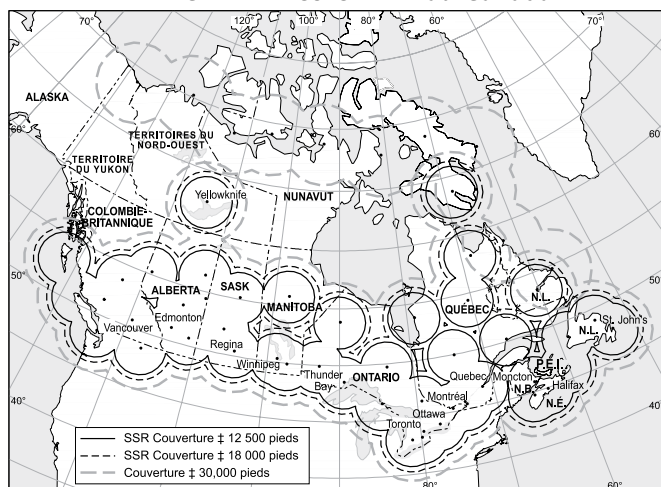 120°
100°
80°
60°
70°
70°
ALASKA
60°
TERRITOIRES DU
NORD-OUEST
TERRITOIRE
DU YUKON
60°
Yellowknife
NUNAVUT
COLOMBIE-
BRITANNIQUE
50°
50°
ALBERTA
SASK
MANITOBA
QUÉBEC
N.L.
N.L.
St. John's
Vancouver
Edmonton
Regina
Winnipeg
Thunder
Bay
ONTARIO
Quebec
Moncton
P.E.I.
Halifax
N.B.
N.É.
Montréal
Ottawa
Toronto
40°
40°
80°
60°
SSR Couverture ‡ 12 500 pieds
SSR Couverture ‡ 18 000 pieds
Couverture ‡ 30,000 pieds